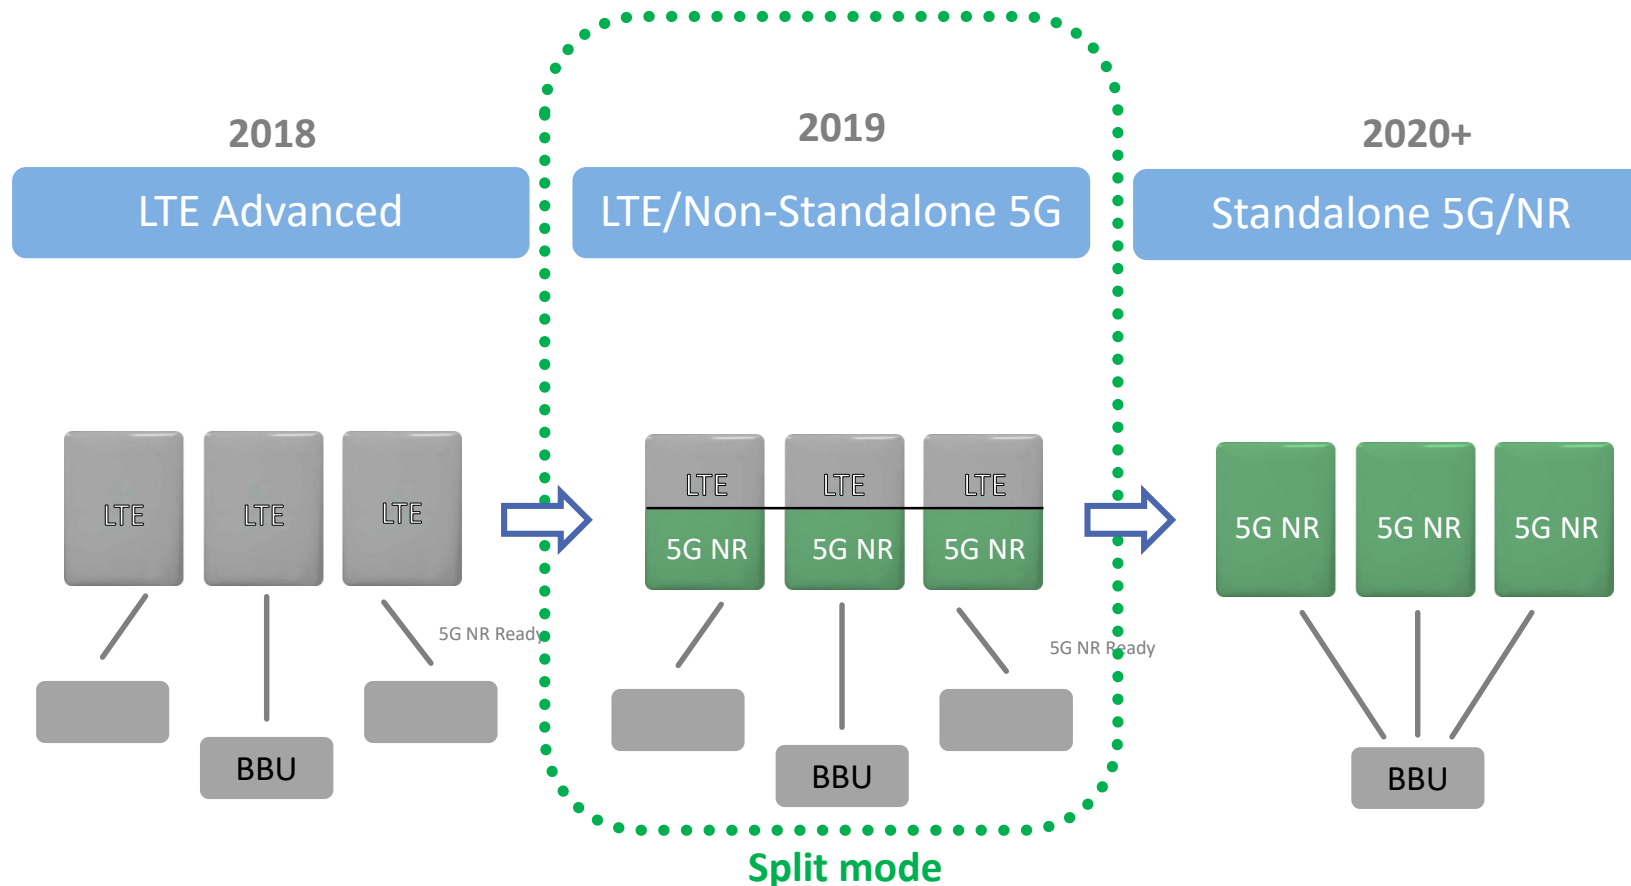 2018
LTE Advanced
2019
LTE/Non-Standalone 5G
2020+
Standalone 5G/NR
LTE
LTE
LTE
LTE
LTE
LTE
5G NR
5G NR
5G NR
5G NR
5G NR
5G NR
5G NR Ready
5G NR Ready
BBU
BBU
BBU
Split mode